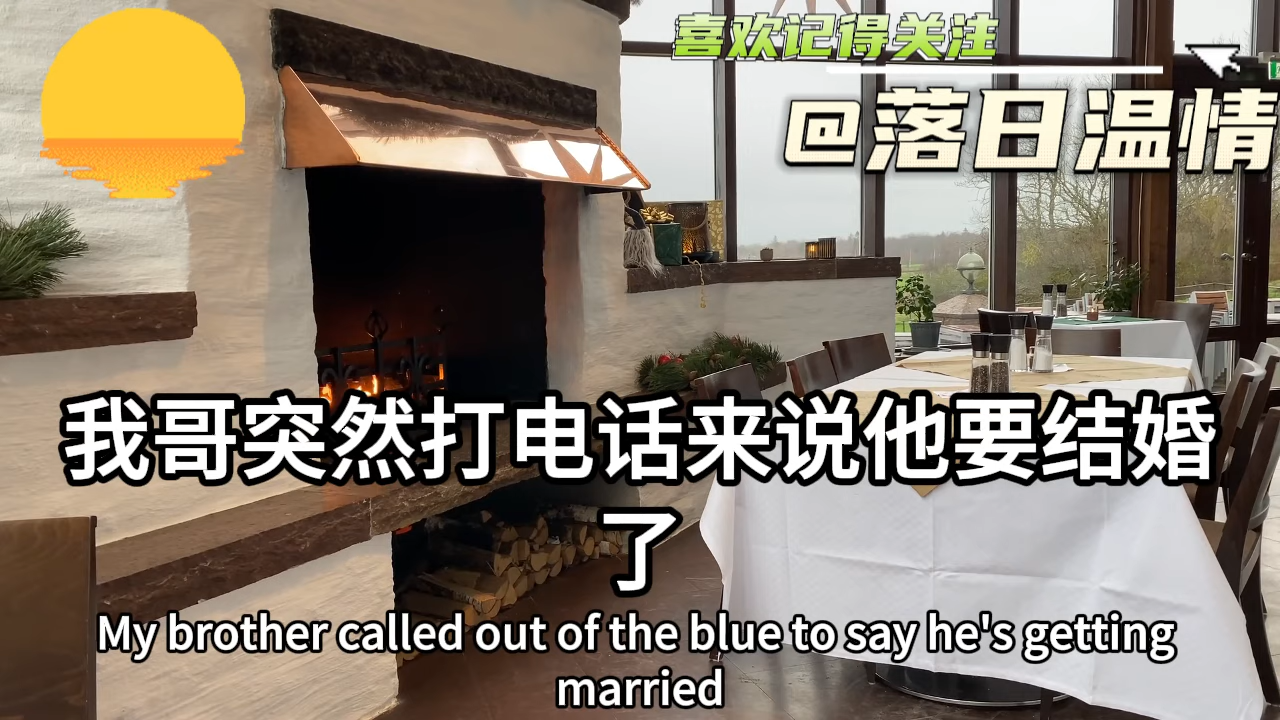 喜欢记得关注
@落日温情
我哥突然打电话来说他要结婚
了
My brother called out of the blue to say he's getting
married